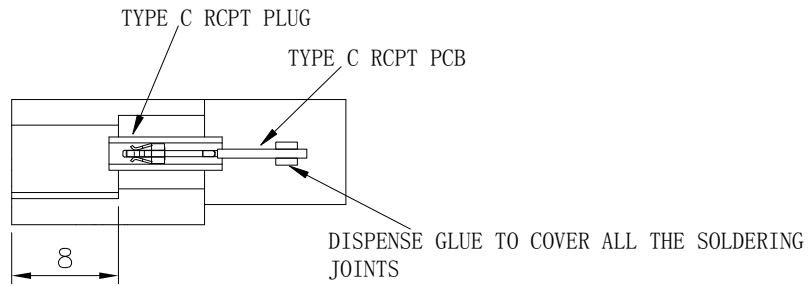 TYPE C RCPT PLUG
TYPE C RCPT PCB
DISPENSE GLUE TO COVER ALL THE SOLDERING
JOINTS
8